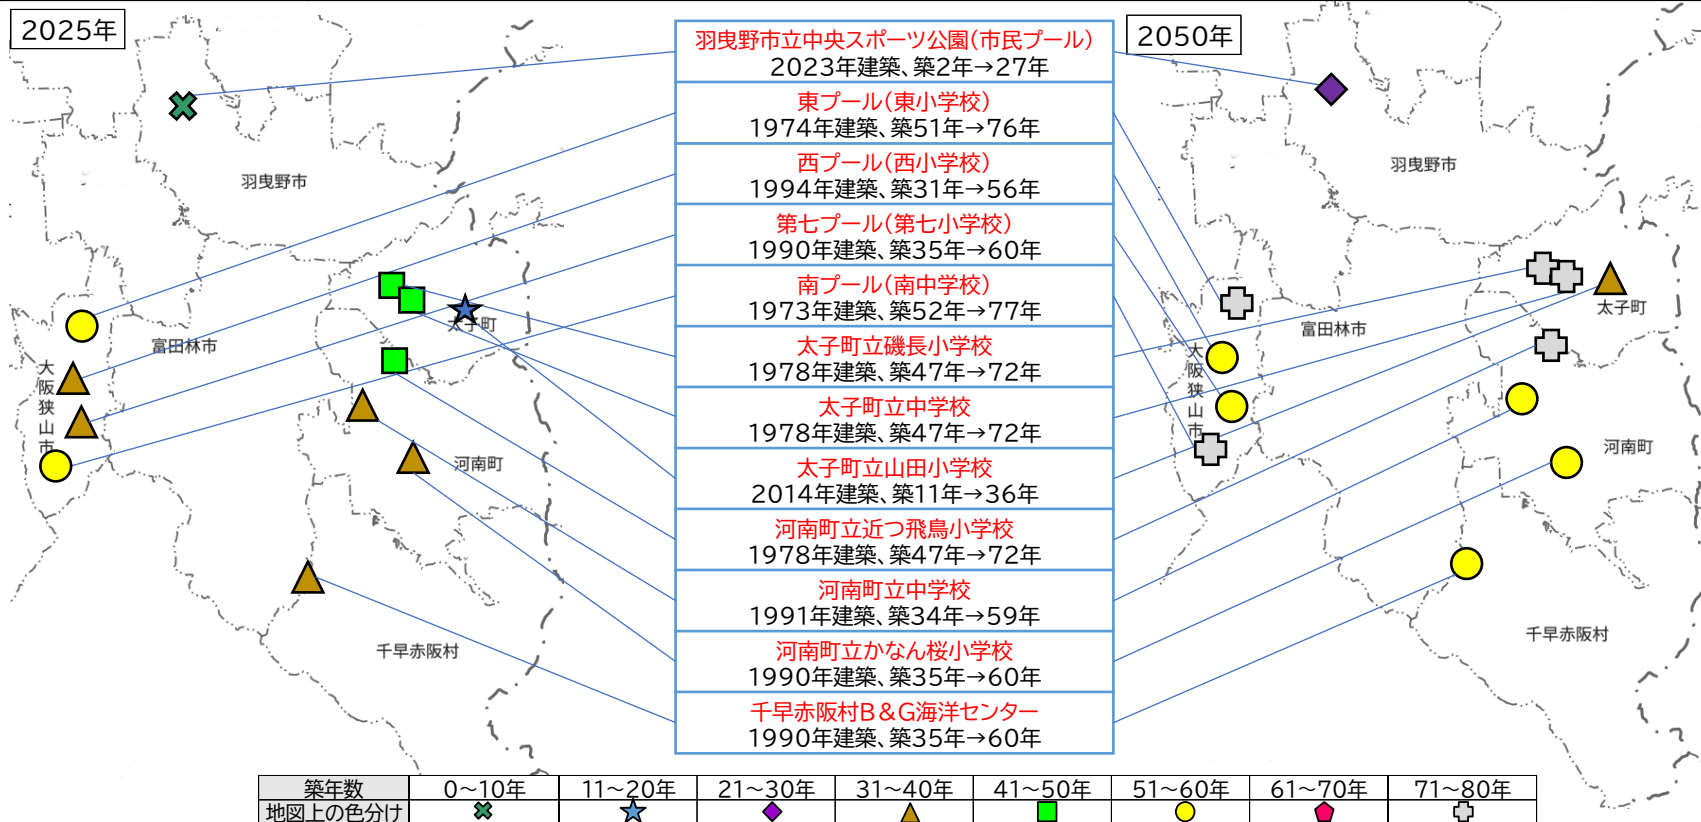 2025年
2050年
羽曳野市立中央スポーツ公園(市民プール)
2023年建築、築2年→27年
東プール(東小学校)
1974年建築、築51年→76年
西プール(西小学校)
1994年建築、築31年→56年
第七プール(第七小学校)
1990年建築、築35年→60年
南プール(南中学校)
1973年建築、築52年→77年
太子町立磯長小学校
1978年建築、築47年→72年
太子町立中学校
1978年建築、築47年→72年
太子町立山田小学校
2014年建築、築11年→36年
河南町立近つ飛鳥小学校
1978年建築、築47年→72年
河南町立中学校
1991年建築、築34年→59年
河南町立かなん桜小学校
1990年建築、築35年→60年
千早赤阪村B&G海洋センター
1990年建築、築35年→60年
羽曳野市
富田林市
大阪狭山市
太子町
河南町
千早赤阪村
羽曳野市
富田林市
大阪狭山市
太子町
河南町
千早赤阪村
築年数 0~10年 11~20年 21~30年 31~40年 41~50年 51~60年 61~70年 71~80年
地図上の色分け